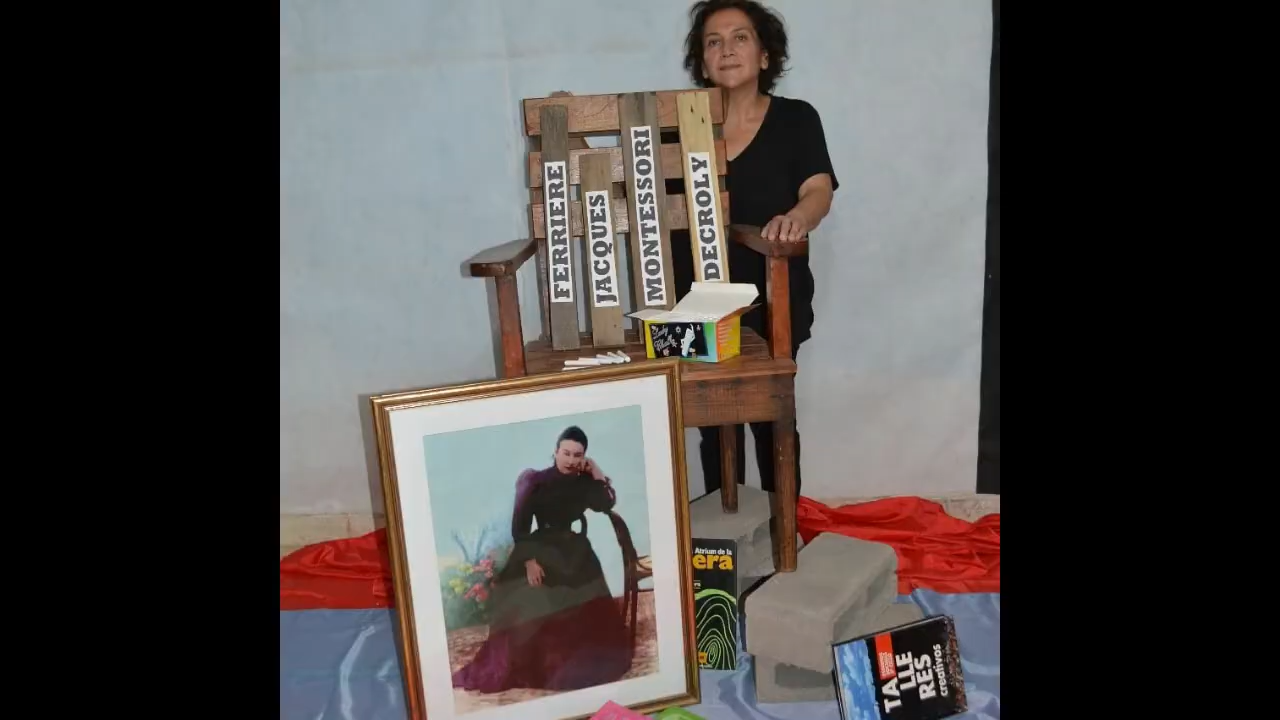 FERRIERE
JACQUES
MONTESSORI
DECROLY
Atrium de la
era
TA
LLE
RES
creativos